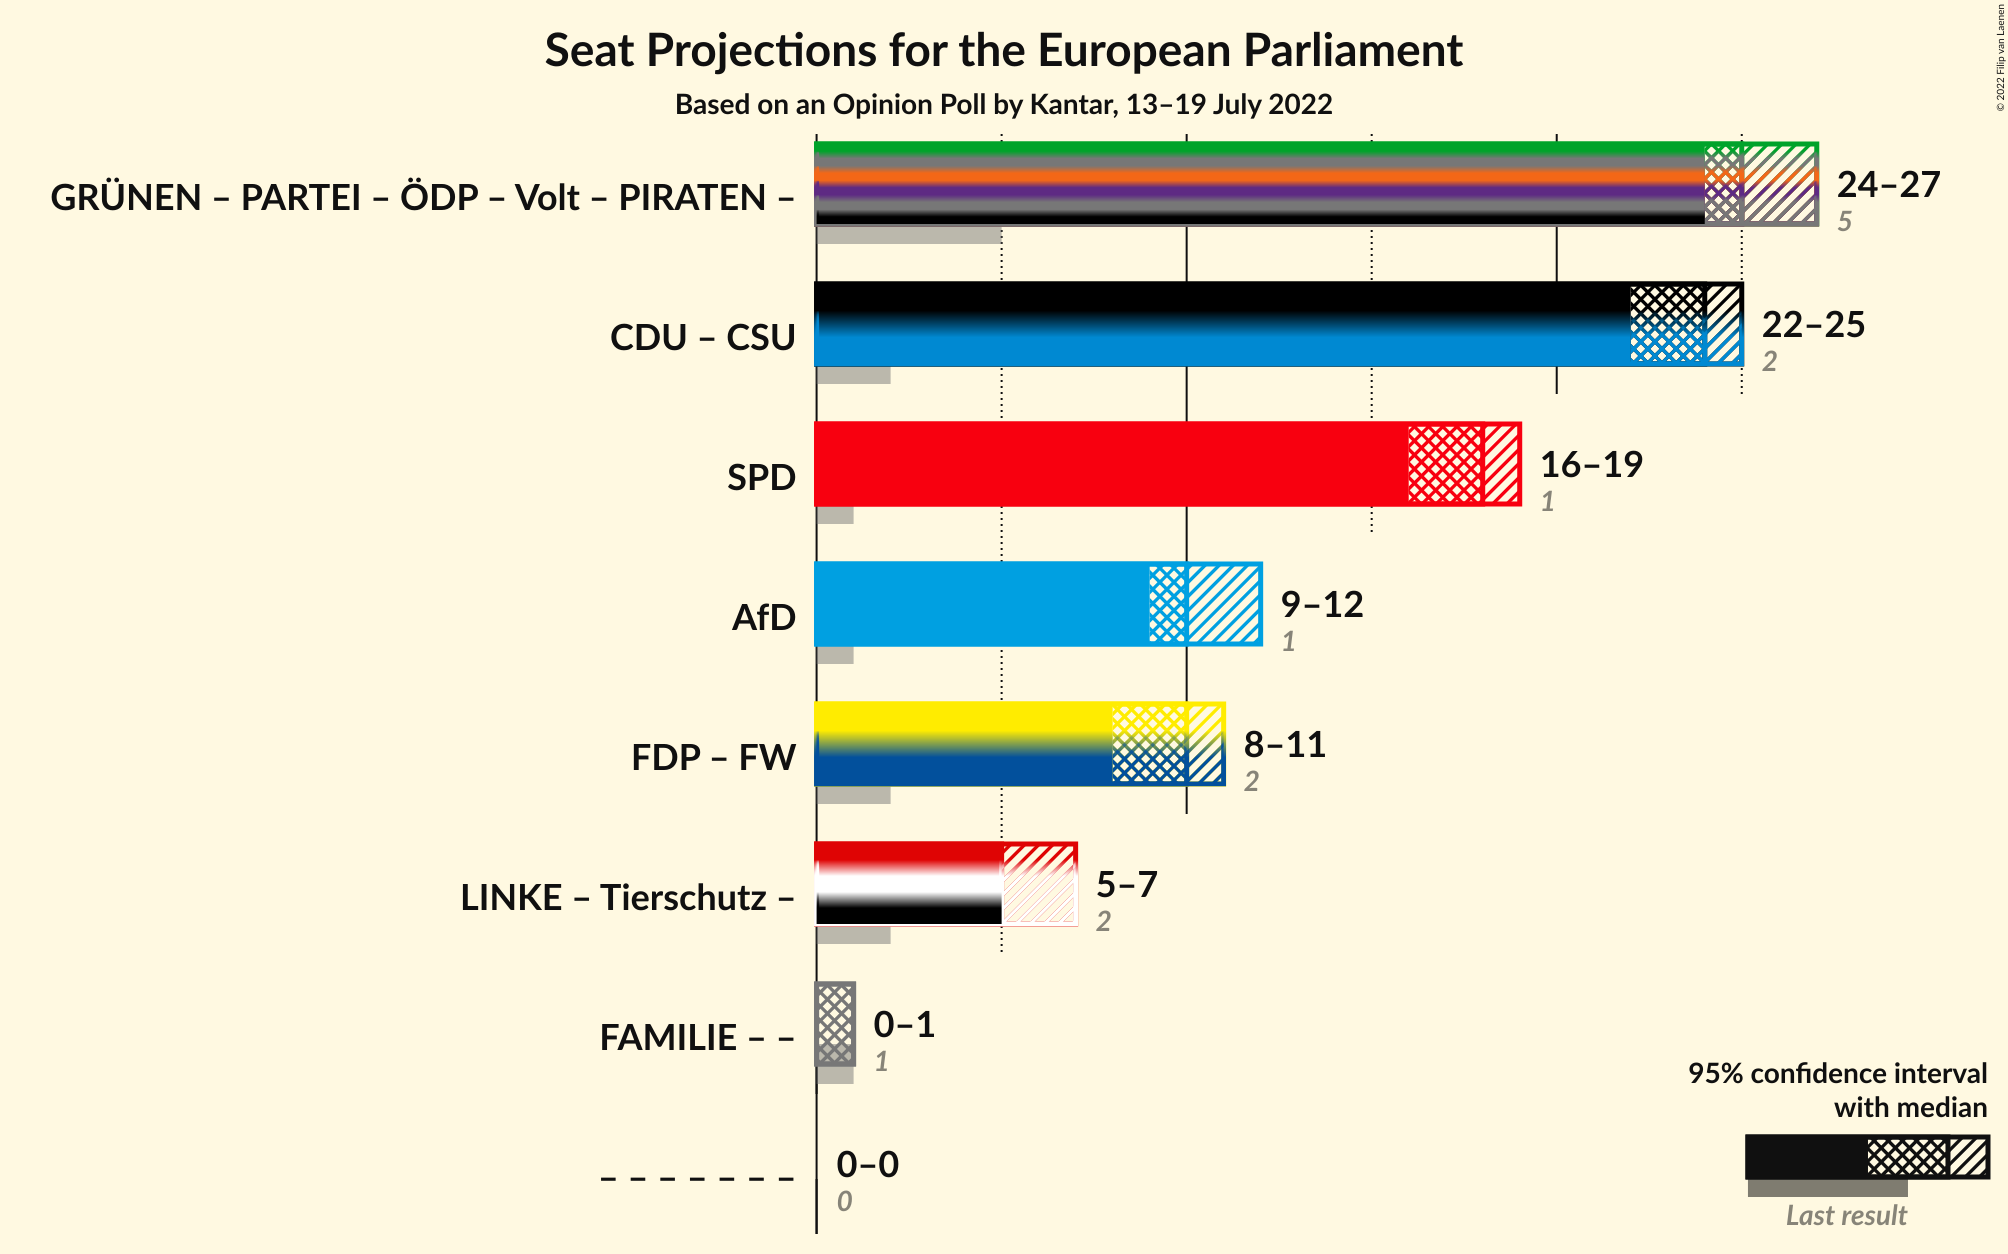 Seat Projections for the European Parliament
Based on an Opinion Poll by Kantar, 13–19 July 2022
© 2022 Filip van Laenen
GRÜNEN – PARTEI – ÖDP – Volt – PIRATEN –
24–27
5
CDU – CSU
22–25
2
SPD
16–19
1
AfD
9–12
1
FDP – FW
8–11
2
LINKE – Tierschutz –
5–7
2
FAMILIE – –
0–1
1
– – – – – – –
0–0
0
95% confidence interval
with median
Last result